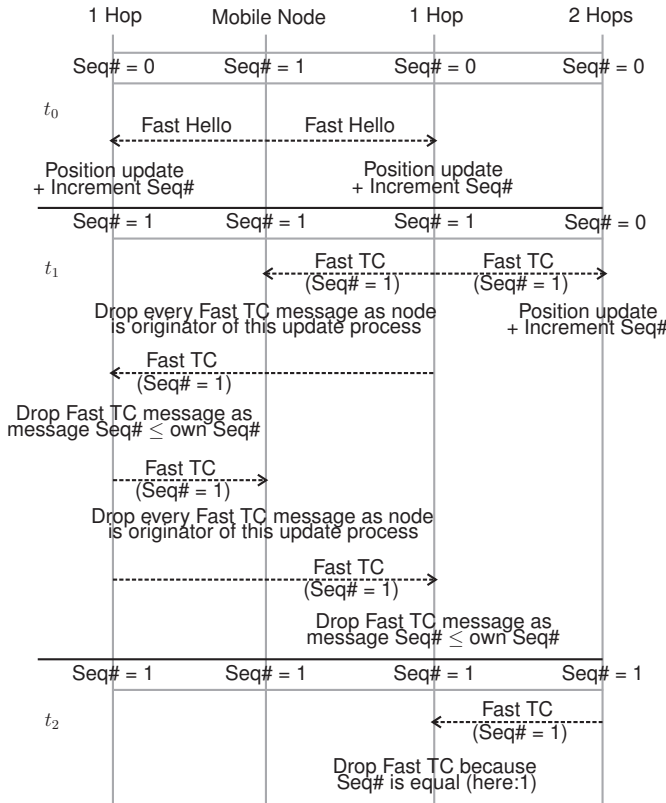 1 Hop Mobile Node 1 Hop 2 Hops
Seq# = 0 Seq# = 1 Seq# = 0 Seq# = 0
t0
Fast Hello Fast Hello
Position update Position update
+ Increment Seq# + Increment Seq#
Seq# = 1 Seq# = 1 Seq# = 1 Seq# = 0
t1
Fast TC Fast TC
(Seq# = 1) (Seq# = 1)
Drop every Fast TC message as node Position update
is originator of this update process + Increment Seq#
Fast TC
(Seq# = 1)
Drop Fast TC message as
message Seq# ≤ own Seq#
Fast TC
(Seq# = 1)
Drop every Fast TC message as node
is originator of this update process
Fast TC
(Seq# = 1)
Drop Fast TC message as
message Seq# ≤ own Seq#
Seq# = 1 Seq# = 1 Seq# = 1 Seq# = 1
t2
Fast TC
(Seq# = 1)
Drop Fast TC because
Seq# is equal (here:1)